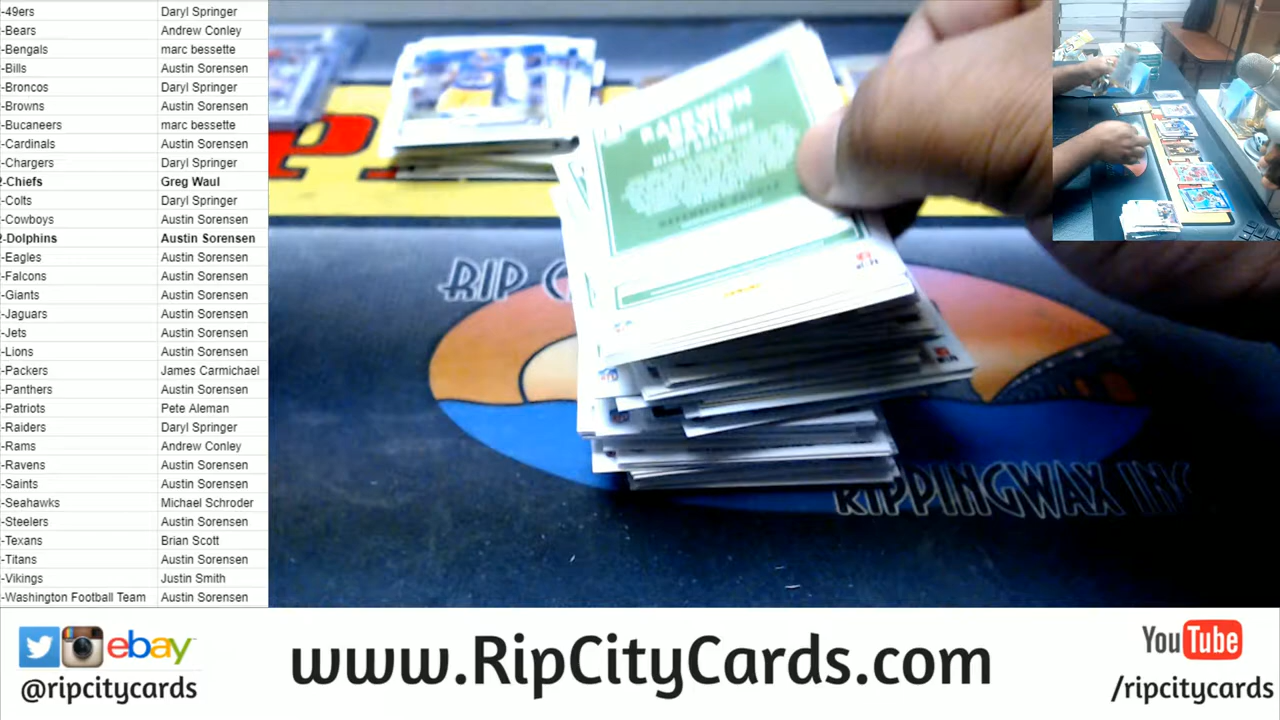 -49ers Daryl Springer
-Bears Andrew Conley
-Bengals marc bessette
-Bills Austin Sorensen
-Broncos Daryl Springer
-Browns Austin Sorensen
-Bucaneers marc bessette
-Cardinals Austin Sorensen
-Chargers Daryl Springer
2-Chiefs Greg Waul
-Colts Daryl Springer
-Cowboys Austin Sorensen
2-Dolphins Austin Sorensen
-Eagles Austin Sorensen
-Falcons Austin Sorensen
-Giants Austin Sorensen
-Jaguars Austin Sorensen
-Jets Austin Sorensen
-Lions Austin Sorensen
-Packers James Carmichael
-Panthers Austin Sorensen
-Patriots Pete Aleman
-Raiders Daryl Springer
-Rams Andrew Conley
-Ravens Austin Sorensen
-Saints Austin Sorensen
-Seahawks Michael Schroder
-Steelers Austin Sorensen
-Texans Brian Scott
-Titans Austin Sorensen
-Vikings Justin Smith
-Washington Football Team Austin Sorensen
RIP C
RIPPINGWAX INC
ebay
@ripcitycards
www.RipCityCards.com
YouTube
/ripcitycards